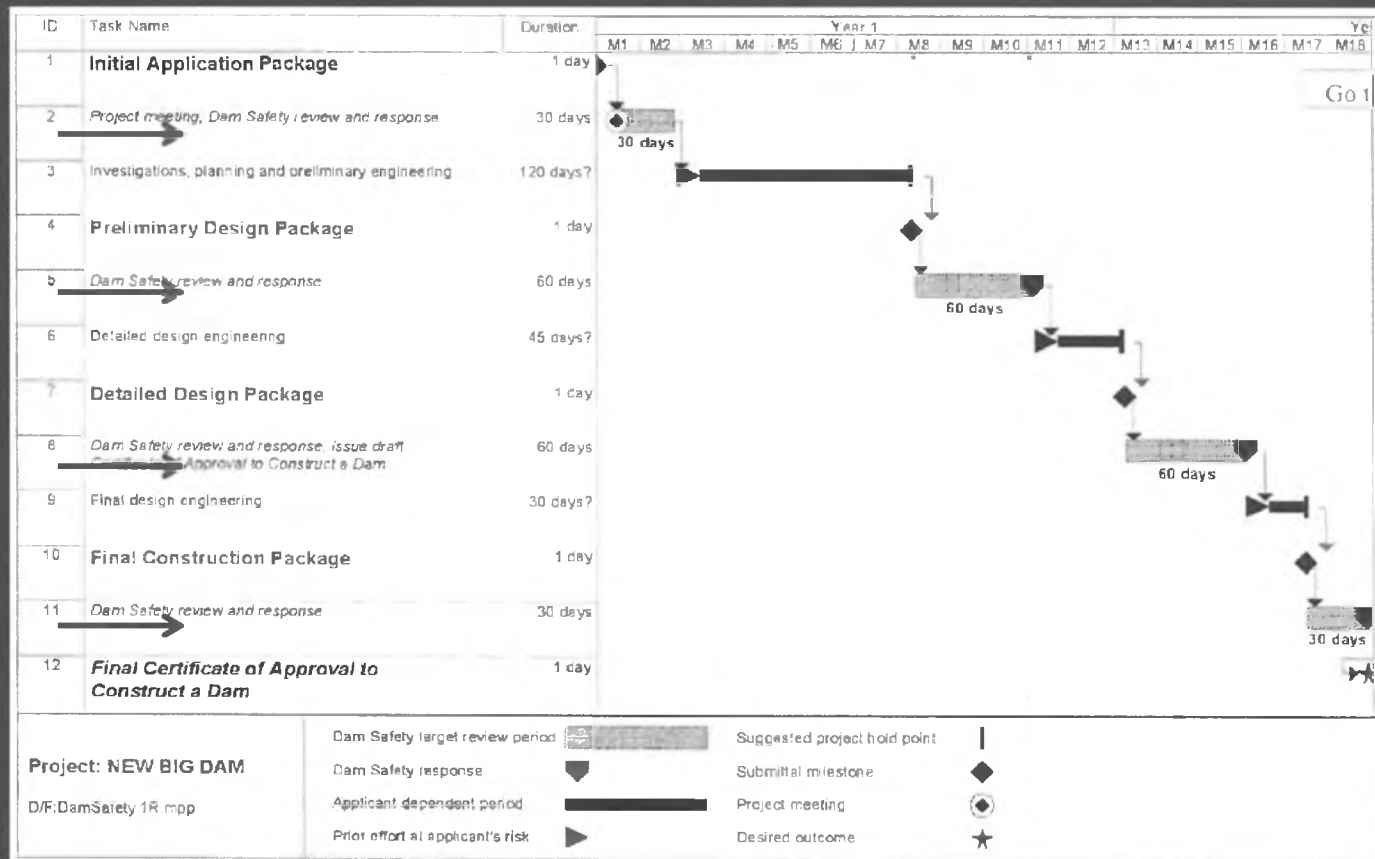 ID Task Name Duration Year 1
M1 M2 M3 M4 M5 M6 M7 M8 M9 M10 M11 M12 M13 M14 M15 M16 M17 M18
1 Initial Application Package 1 day
Go t
2 Project meeting, Dam Safety review and response 30 days
30 days
3 Investigations, planning and preliminary engineering 120 days?
4 Preliminary Design Package 1 day
5 Dam Safety review and response 60 days
60 days
6 Detailed design engineering 45 days?
7 Detailed Design Package 1 day
8 Dam Safety review and response, issue draft 60 days
Approval to Construct a Dam
60 days
9 Final design engineering 30 days?
10 Final Construction Package 1 day
11 Dam Safety review and response 30 days
30 days
12 Final Certificate of Approval to 1 day
Construct a Dam
Project: NEW BIG DAM
D/F:DamSafety 1R.mpp
Dam Safety target review period
Dam Safety response
Applicant dependent period
Prior effort at applicant's risk
Suggested project hold point
Submittal milestone
Project meeting
Desired outcome